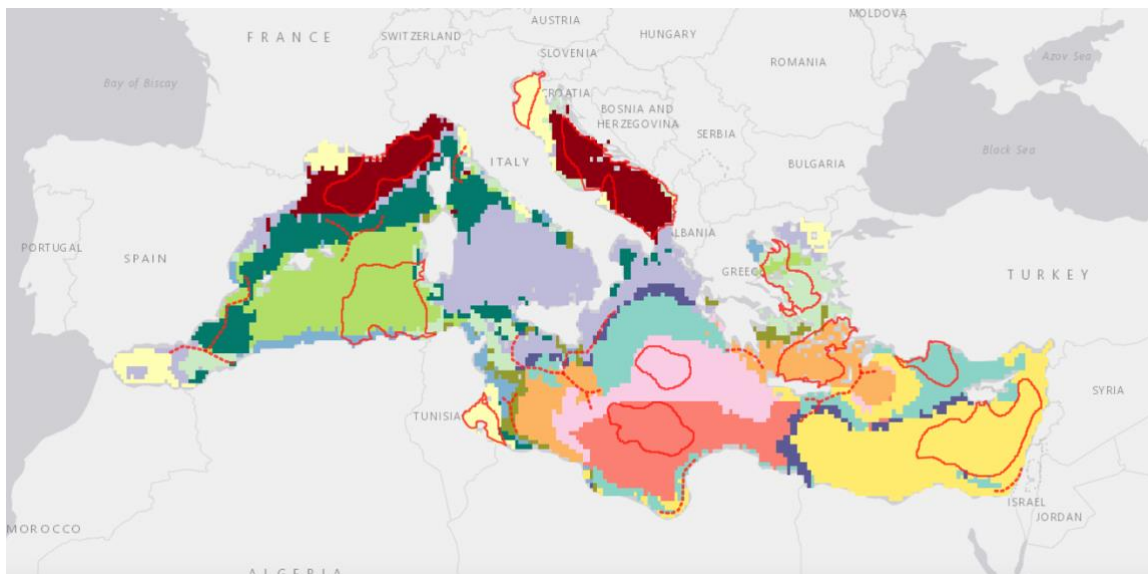 AUSTRIA
MOLDOVA
FRANCE
SWITZERLAND
HUNGARY
SLOVENIA
ROMANIA
Azov Sea
Bay of Biscay
CROATIA
BOSNIA AND
HERZEGOVINA
SERBIA
Black Sea
ITALY
BULGARIA
PORTUGAL
SPAIN
ALBANIA
GREECE
TURKEY
SYRIA
TUNISIA
ISRAEL
JORDAN
MOROCCO
ALGERIA